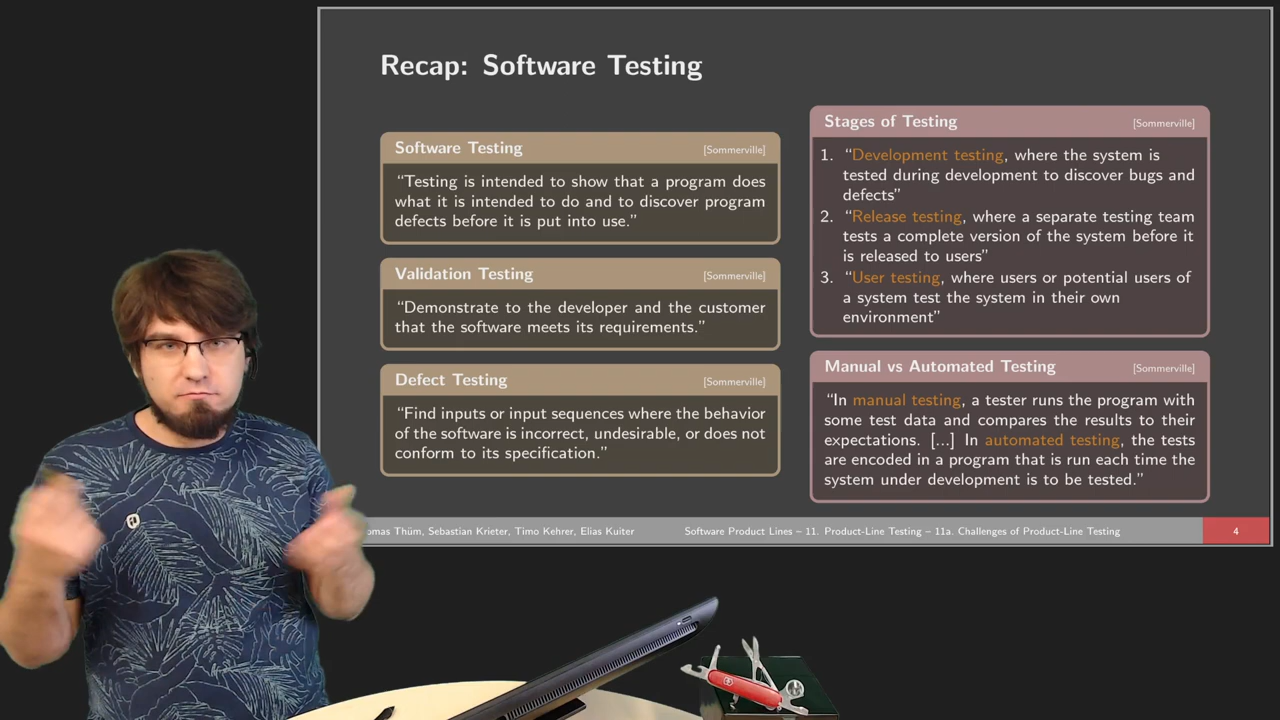 Recap: Software Testing
Software Testing
[Sommerville]
“Testing is intended to show that a program does
what it is intended to do and to discover program
defects before it is put into use.”
Validation Testing
[Sommerville]
“Demonstrate to the developer and the customer
that the software meets its requirements.”
Defect Testing
[Sommerville]
“Find inputs or input sequences where the behavior
of the software is incorrect, undesirable, or does not
conform to its specification.”
Stages of Testing
[Sommerville]
1. “Development testing, where the system is
tested during development to discover bugs and
defects”
2. “Release testing, where a separate testing team
tests a complete version of the system before it
is released to users”
3. “User testing, where users or potential users of
a system test the system in their own
environment”
Manual vs Automated Testing
[Sommerville]
“In manual testing, a tester runs the program with
some test data and compares the results to their
expectations. [...] In automated testing, the tests
are encoded in a program that is run each time the
system under development is to be tested.”
Thüm, Sebastian Krieter, Timo Kehrer, Elias Kuiter
Software Product Lines – 11. Product-Line Testing – 11a. Challenges of Product-Line Testing
4